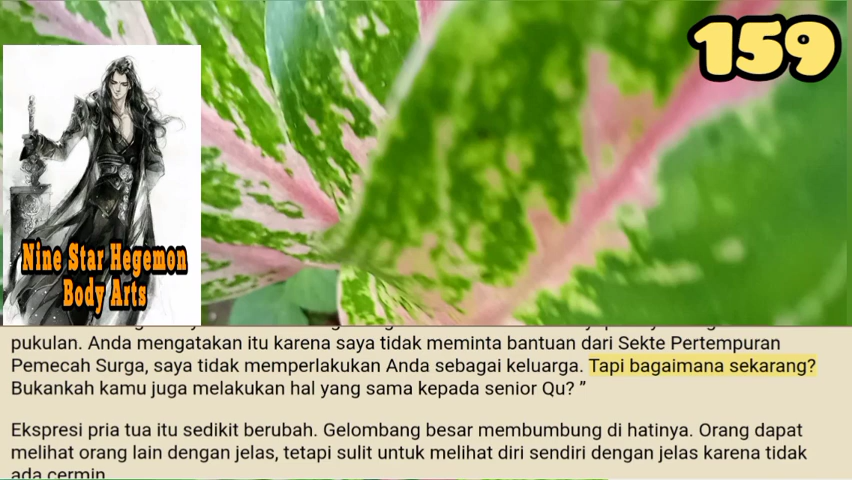 159
Nine Star Hegemon
Body Arts
pukulan. Anda mengatakan itu karena saya tidak meminta bantuan dari Sekte Pertempuran
Pemecah Surga, saya tidak memperlakukan Anda sebagai keluarga. Tapi bagaimana sekarang?
Bukankah kamu juga melakukan hal yang sama kepada senior Qu? ”
Ekspresi pria tua itu sedikit berubah. Gelombang besar membumbung di hatinya. Orang dapat
melihat orang lain dengan jelas, tetapi sulit untuk melihat diri sendiri dengan jelas karena tidak
ada cermin.